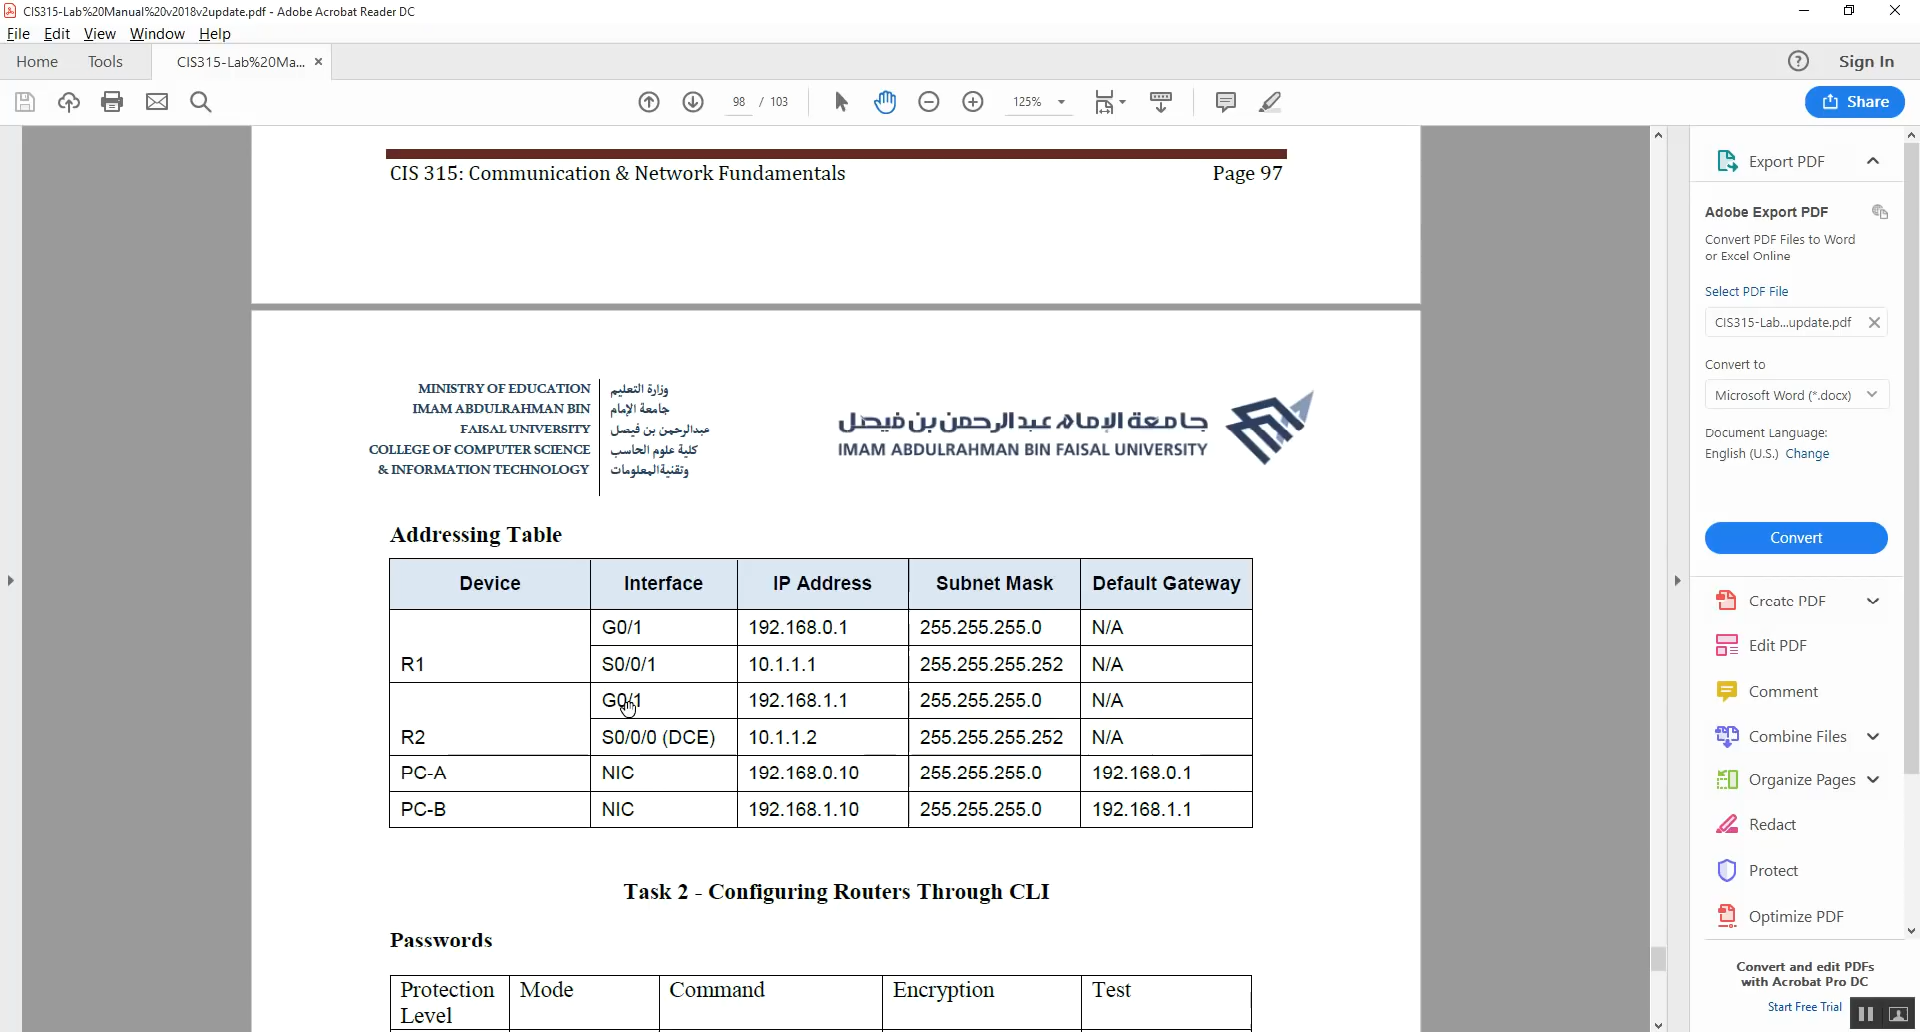 CIS315-Lab%20Manual%20v2018v2update.pdf - Adobe Acrobat Reader DC
File Edit View Window Help
Home Tools CIS315-Lab%20Ma... × Sign In
98 / 103 125% Share
CIS 315: Communication & Network Fundamentals Page 97
MINISTRY OF EDUCATION
IMAM ABDULRAHMAN BIN
FAISAL UNIVERSITY
COLLEGE OF COMPUTER SCIENCE
& INFORMATION TECHNOLOGY
وزارة التعليم
جامعة الإمام
عبدالرحمن بن فيصل
كلية علوم الحاسب
وتقنية المعلومات
جامعة الإمام عبد الرحمن بن فيصل
IMAM ABDULRAHMAN BIN FAISAL UNIVERSITY
Addressing Table
Device Interface IP Address Subnet Mask Default Gateway
G0/1 192.168.0.1 255.255.255.0 N/A
R1 S0/0/1 10.1.1.1 255.255.255.252 N/A
G0/1 192.168.1.1 255.255.255.0 N/A
R2 S0/0/0 (DCE) 10.1.1.2 255.255.255.252 N/A
PC-A NIC 192.168.0.10 255.255.255.0 192.168.0.1
PC-B NIC 192.168.1.10 255.255.255.0 192.168.1.1
Task 2 - Configuring Routers Through CLI
Passwords
Protection Mode Command Encryption Test
Level
Export PDF
Adobe Export PDF
Convert PDF Files to Word
or Excel Online
Select PDF File
CIS315-Lab...update.pdf
Convert to
Microsoft Word (*.docx)
Document Language:
English (U.S.) Change
Convert
Create PDF
Edit PDF
Comment
Combine Files
Organize Pages
Redact
Protect
Optimize PDF
Convert and edit PDFs
with Acrobat Pro DC
Start Free Trial